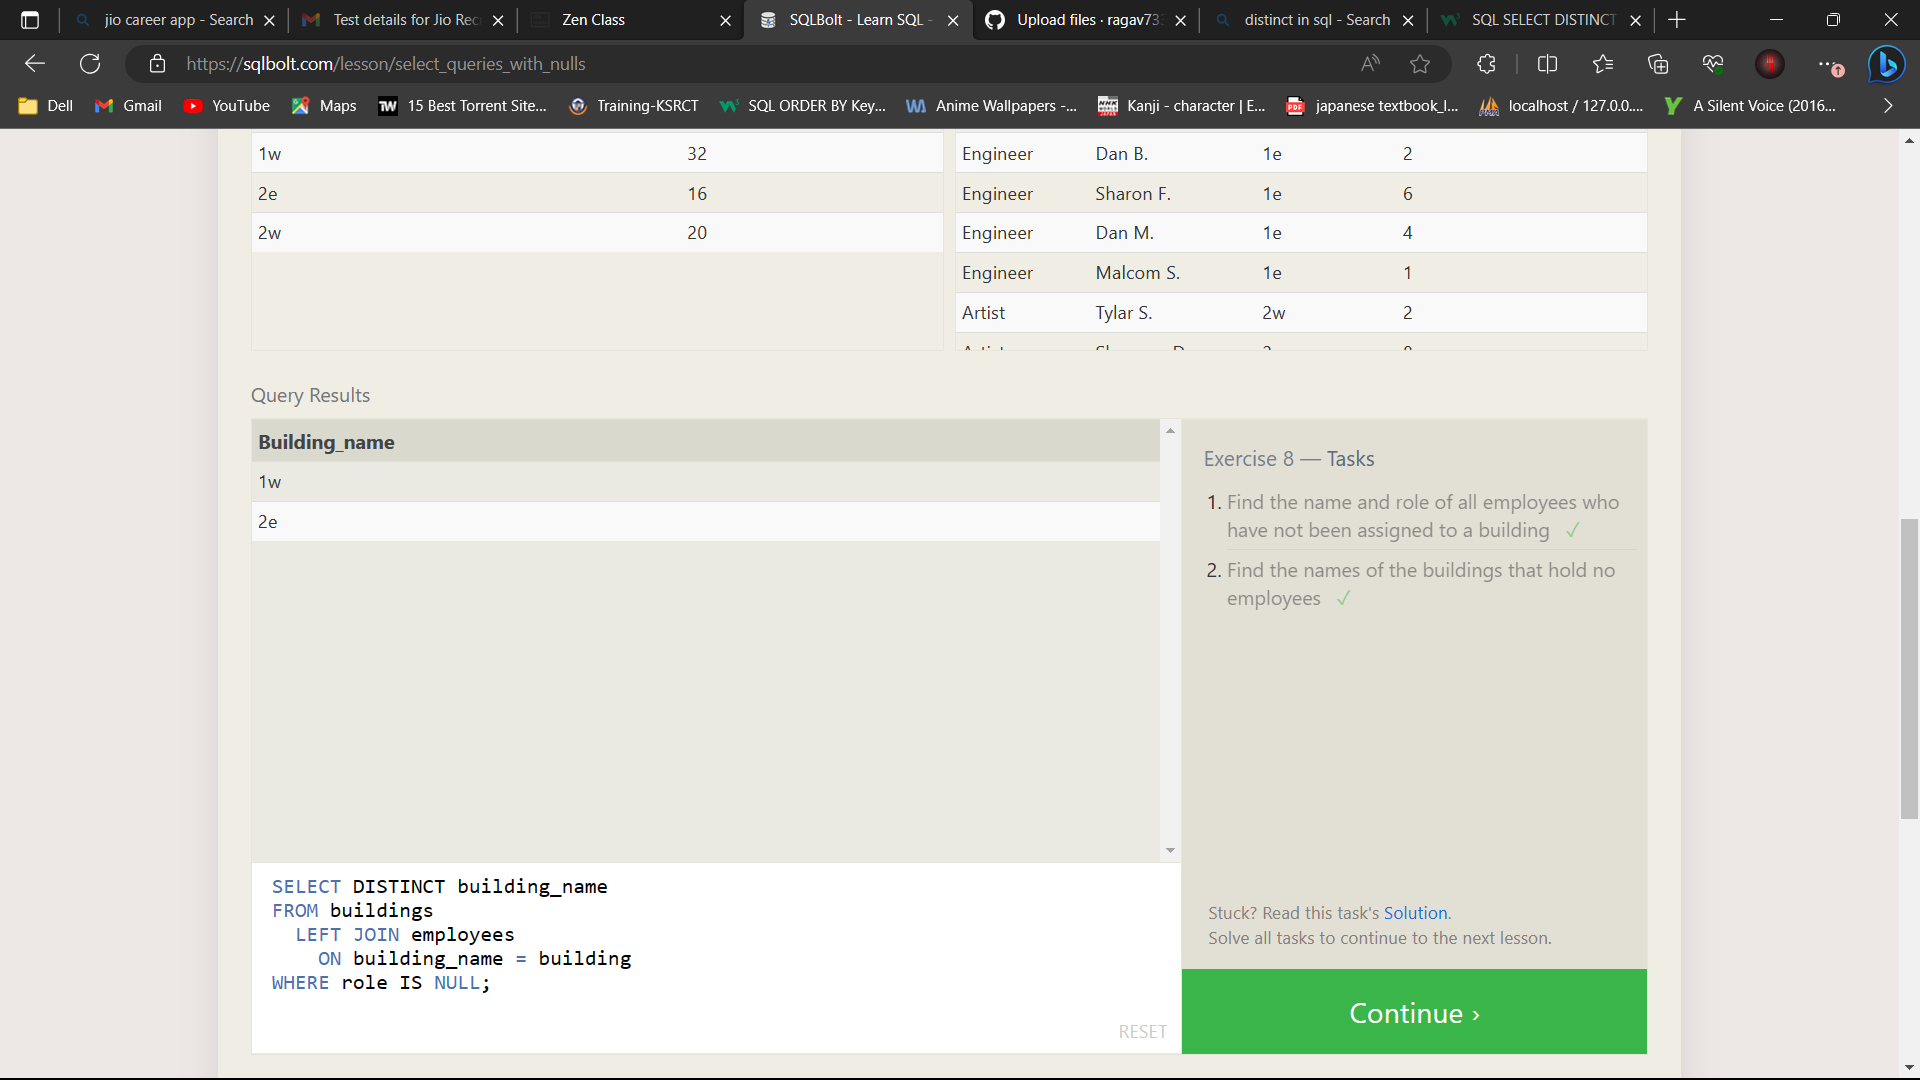 jio career app - Search
Test details for Jio Rec
Zen Class
SQLBolt - Learn SQL -
Upload files · ragav73
distinct in sql - Search
SQL SELECT DISTINCT
https://sqlbolt.com/lesson/select_queries_with_nulls
Dell
Gmail
YouTube
Maps
15 Best Torrent Site...
Training-KSRCT
SQL ORDER BY Key...
Anime Wallpapers -...
Kanji - character | E...
japanese textbook_l...
localhost / 127.0.0....
A Silent Voice (2016...
1w 32
2e 16
2w 20
Engineer Dan B. 1e 2
Engineer Sharon F. 1e 6
Engineer Dan M. 1e 4
Engineer Malcom S. 1e 1
Artist Tylar S. 2w 2
Query Results
Building_name
1w
2e
Exercise 8 — Tasks
1. Find the name and role of all employees who
have not been assigned to a building ✓
2. Find the names of the buildings that hold no
employees ✓
SELECT DISTINCT building_name
FROM buildings
LEFT JOIN employees
ON building_name = building
WHERE role IS NULL;
RESET
Stuck? Read this task's Solution.
Solve all tasks to continue to the next lesson.
Continue ›